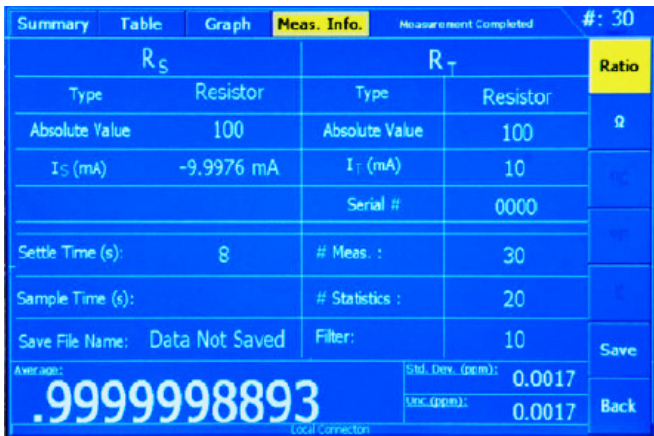 Summary Table Graph Meas. Info. Measurement Completed #: 30
RS RT Ratio
Type Resistor Type Resistor
Absolute Value 100 Absolute Value 100 Ω
IS (mA) -9.9976 mA IT (mA) 10 °C
Serial # 0000
Settle Time (s): 8 # Meas. : 30 °F
Sample Time (s): # Statistics : 20 K
Save File Name: Data Not Saved Filter: 10 Save
Average: Std. Dev. (ppm): 0.0017
.9999998893 Unc.(ppm): 0.0017 Back
Local Connection